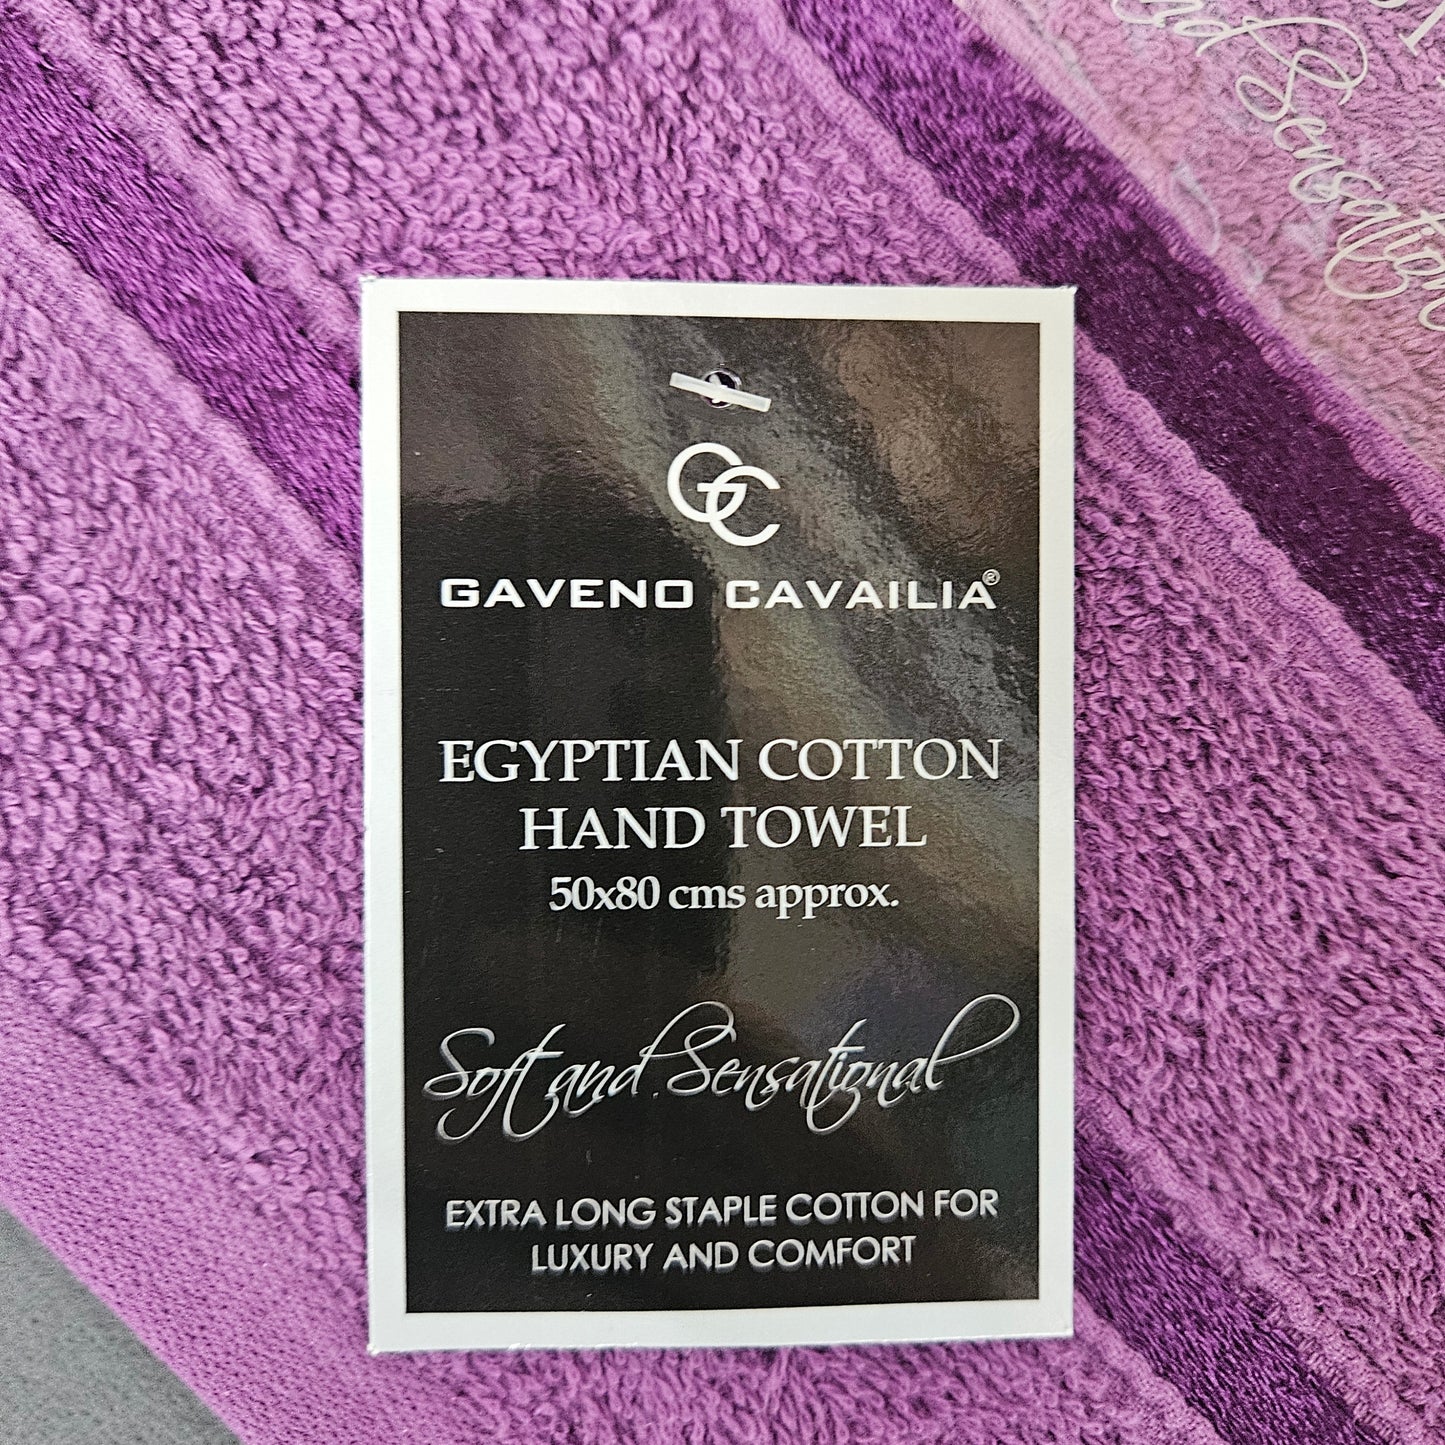 GC
GAVENO CAVAILIA®
EGYPTIAN COTTON
HAND TOWEL
50x80 cms approx.
Soft and Sensational
EXTRA LONG STAPLE COTTON FOR
LUXURY AND COMFORT
Sensation